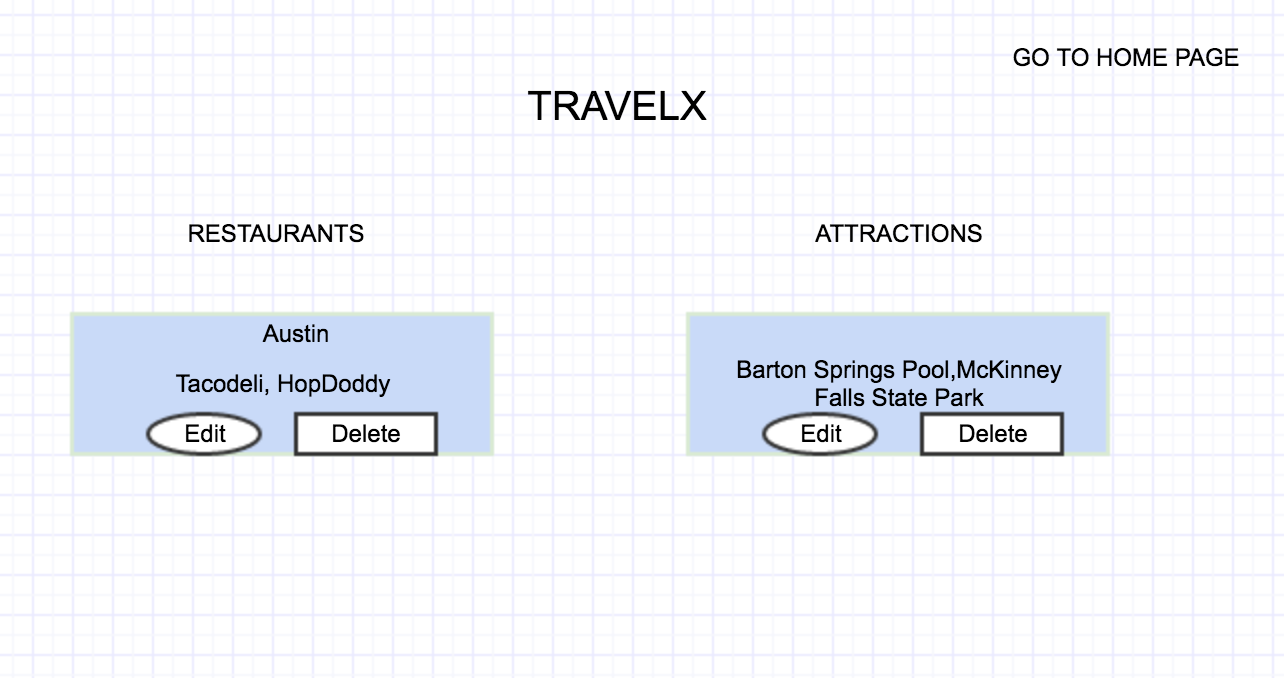 GO TO HOME PAGE
TRAVELX
RESTAURANTS
ATTRACTIONS
Austin
Tacodeli, HopDoddy
Edit
Delete
Barton Springs Pool,McKinney
Falls State Park
Edit
Delete